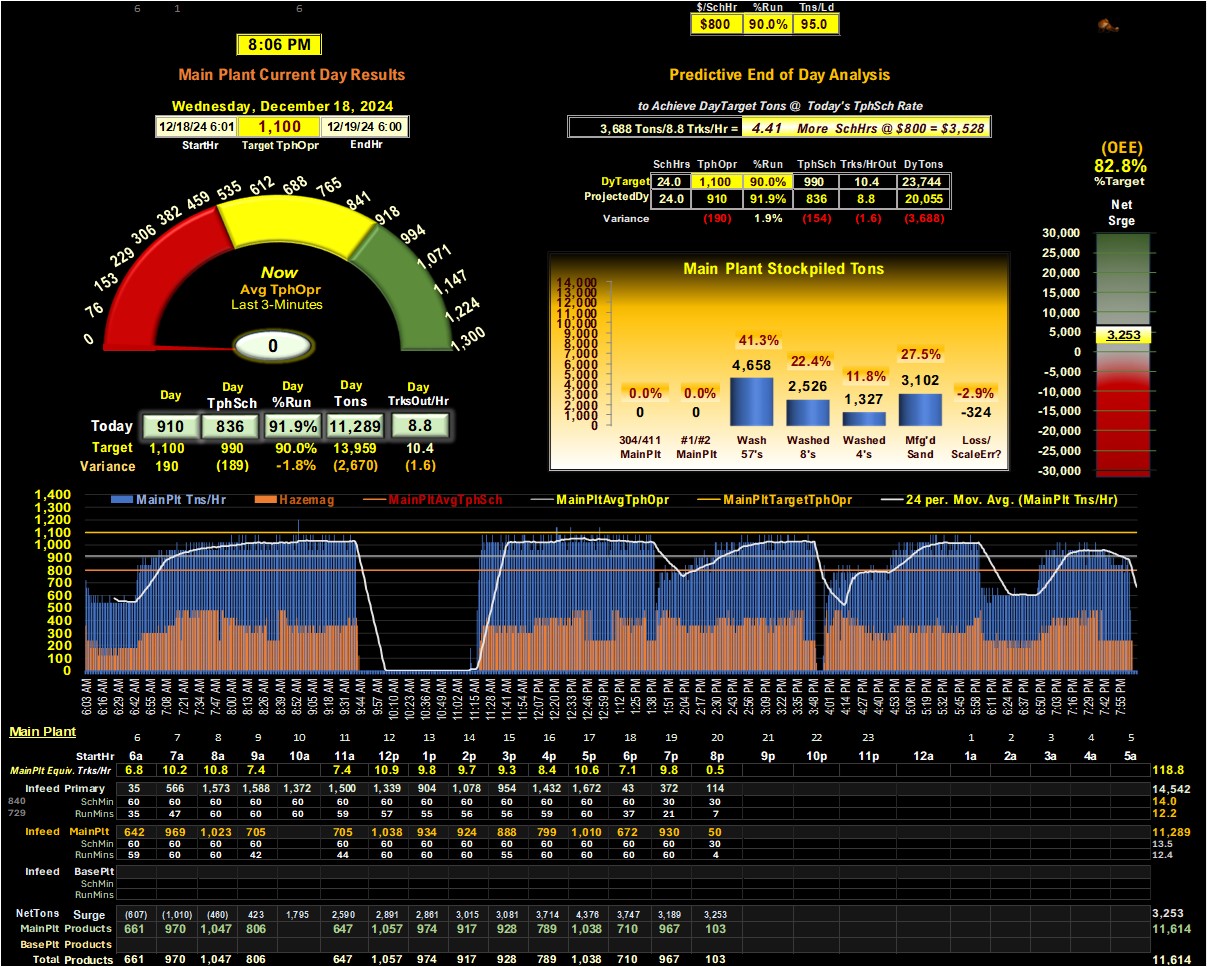 6 1 6
$/SchHr %Run Tns/Ld
$800 90.0% 95.0
8:06 PM
Main Plant Current Day Results
Predictive End of Day Analysis
Wednesday, December 18, 2024
to Achieve DayTarget Tons @ Today's TphSch Rate
12/18/24 6:01 1,100 12/19/24 6:00
StartHr Target TphOpr EndHr
3,688 Tons/8.8 Trks/Hr = 4.41 More SchHrs @ $800 = $3,528
(OEE)
82.8%
%Target
Net
Srge
SchHrs TphOpr %Run TphSch Trks/HrOut DyTons
DyTarget 24.0 1,100 90.0% 990 10.4 23,744
ProjectedDy 24.0 910 91.9% 836 8.8 20,055
Variance (190) 1.9% (154) (1.6) (3,688)
0 76 153 229 306 382 459 535 612 688 765 841 918 994 1,071 1,147 1,224 1,300
Now
Avg TphOpr
Last 3-Minutes
0
Main Plant Stockpiled Tons
14,000
13,000
12,000
11,000
10,000
9,000
8,000
7,000
6,000
5,000
4,000
3,000
2,000
1,000
0
0.0% 0.0% 41.3% 22.4% 11.8% 27.5% -2.9%
0 0 4,658 2,526 1,327 3,102 -324
304/411 #1/#2 Wash Washed Washed Mfg'd Loss/
MainPlt MainPlt 57's 8's 4's Sand ScaleErr?
30,000
25,000
20,000
15,000
10,000
5,000
3,253
0
-5,000
-10,000
-15,000
-20,000
-25,000
-30,000
Day Day TphSch Day %Run Day Tons Day TrksOut/Hr
Today 910 836 91.9% 11,289 8.8
Target 1,100 990 90.0% 13,959 10.4
Variance 190 (189) -1.8% (2,670) (1.6)
MainPlt Tns/Hr Hazemag MainPltAvgTphSch MainPltAvgTphOpr MainPltTargetTphOpr 24 per. Mov. Avg. (MainPlt Tns/Hr)
1,400
1,300
1,200
1,100
1,000
900
800
700
600
500
400
300
200
100
0
6:03 AM 6:16 AM 6:29 AM 6:42 AM 6:55 AM 7:08 AM 7:21 AM 7:34 AM 7:47 AM 8:00 AM 8:13 AM 8:26 AM 8:39 AM 8:52 AM 9:05 AM 9:18 AM 9:31 AM 9:44 AM 9:57 AM 10:10 AM 10:23 AM 10:36 AM 10:49 AM 11:02 AM 11:15 AM 11:28 AM 11:41 AM 11:54 AM 12:07 PM 12:20 PM 12:33 PM 12:46 PM 12:59 PM 1:12 PM 1:25 PM 1:38 PM 1:51 PM 2:04 PM 2:17 PM 2:30 PM 2:43 PM 2:56 PM 3:09 PM 3:22 PM 3:35 PM 3:48 PM 4:01 PM 4:14 PM 4:27 PM 4:40 PM 4:53 PM 5:06 PM 5:19 PM 5:32 PM 5:45 PM 5:58 PM 6:11 PM 6:24 PM 6:37 PM 6:50 PM 7:03 PM 7:16 PM 7:29 PM 7:42 PM 7:55 PM
Main Plant 6 7 8 9 10 11 12 13 14 15 16 17 18 19 20 21 22 23 1 2 3 4 5
StartHr 6a 7a 8a 9a 10a 11a 12p 1p 2p 3p 4p 5p 6p 7p 8p 9p 10p 11p 12a 1a 2a 3a 4a 5a
MainPlt Equiv. Trks/Hr 6.8 10.2 10.8 7.4 7.4 10.9 9.8 9.7 9.3 8.4 10.6 7.1 9.8 0.5 118.8
Infeed Primary 35 566 1,573 1,588 1,372 1,500 1,339 904 1,078 954 1,432 1,672 43 372 114 14,542
840 SchMin 60 60 60 60 60 60 60 60 60 60 60 60 60 30 30 14.0
729 RunMins 35 47 60 60 60 59 57 55 56 56 59 60 37 21 7 12.2
Infeed MainPlt 642 969 1,023 705 705 1,038 934 924 888 799 1,010 672 930 50 11,289
SchMin 60 60 60 60 60 60 60 60 60 60 60 60 60 30 13.5
RunMins 59 60 60 42 44 60 60 60 55 60 60 60 60 4 12.4
Infeed BasePlt
SchMin
RunMins
NetTons Surge (607) (1,010) (460) 423 1,795 2,590 2,891 2,861 3,015 3,081 3,714 4,376 3,747 3,189 3,253 3,253
MainPlt Products 661 970 1,047 806 647 1,057 974 917 928 789 1,038 710 967 103 11,614
BasePlt Products
Total Products 661 970 1,047 806 647 1,057 974 917 928 789 1,038 710 967 103 11,614